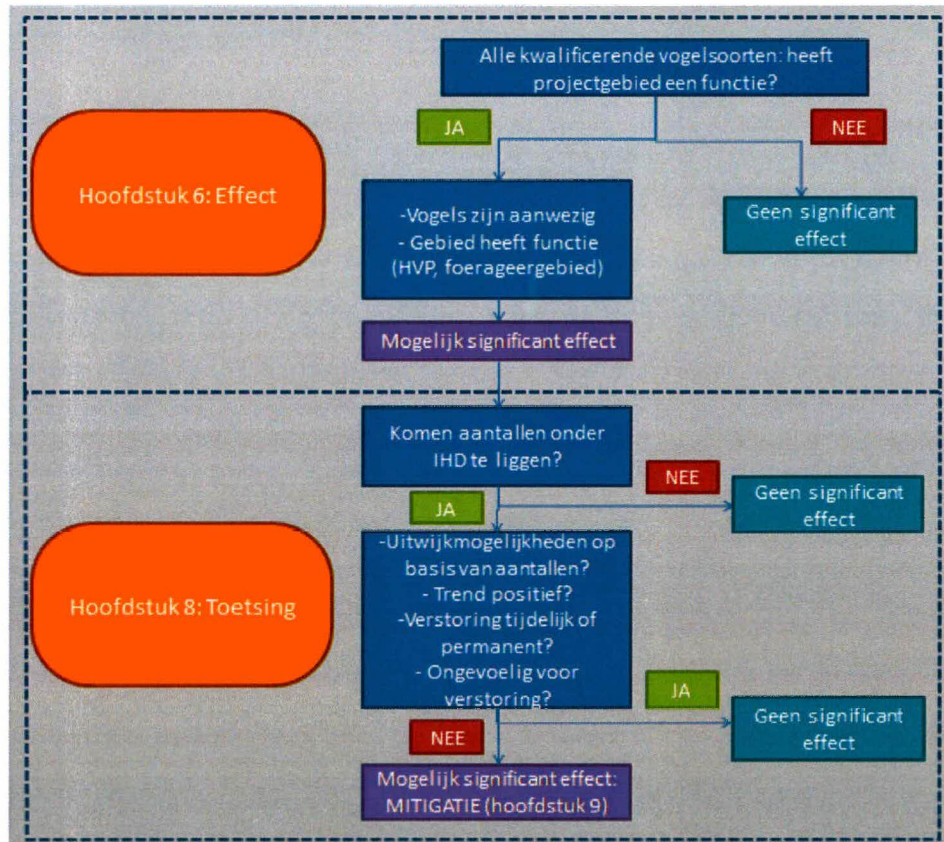 Alle kwalificerende vogelsoorten: heeft
projectgebied een functie?
JA
NEE
Hoofdstuk 6: Effect
-Vogels zijn aanwezig
- Gebied heeft functie
(HVP, foerageergebied)
Geen significant
effect
Mogelijk significant effect
Komen aantallen onder
IHD te liggen?
NEE
JA
Geen significant
effect
Hoofdstuk 8: Toetsing
-Uitwijkmogelijkheden op
basis van aantallen?
- Trend positief?
-Verstoring tijdelijk of
permanent?
- Ongevoelig voor
verstoring?
JA
Geen significant
effect
NEE
Mogelijk significant effect:
MITIGATIE (hoofdstuk 9)